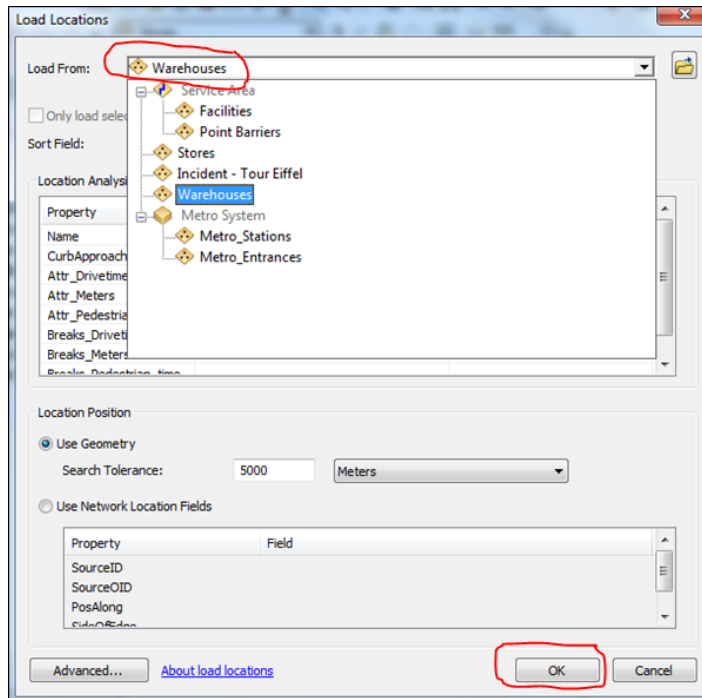 Load Locations
Load From:
Warehouses
Service Area
Only load selec
Facilities
Point Barriers
Sort Field:
Stores
Incident - Tour Eiffel
Location Analysi
Warehouses
Property
Metro System
Name
Metro_Stations
CurbApproach
Metro_Entrances
Attr_Drivetime
Attr_Meters
Attr_Pedestria
Breaks_Driveti
Breaks_Meters
Breaks_Pedestrian_time
Location Position
Use Geometry
Search Tolerance: 5000 Meters
Use Network Location Fields
Property Field
SourceID
SourceOID
PosAlong
SideOfEdge
Advanced... About load locations OK Cancel